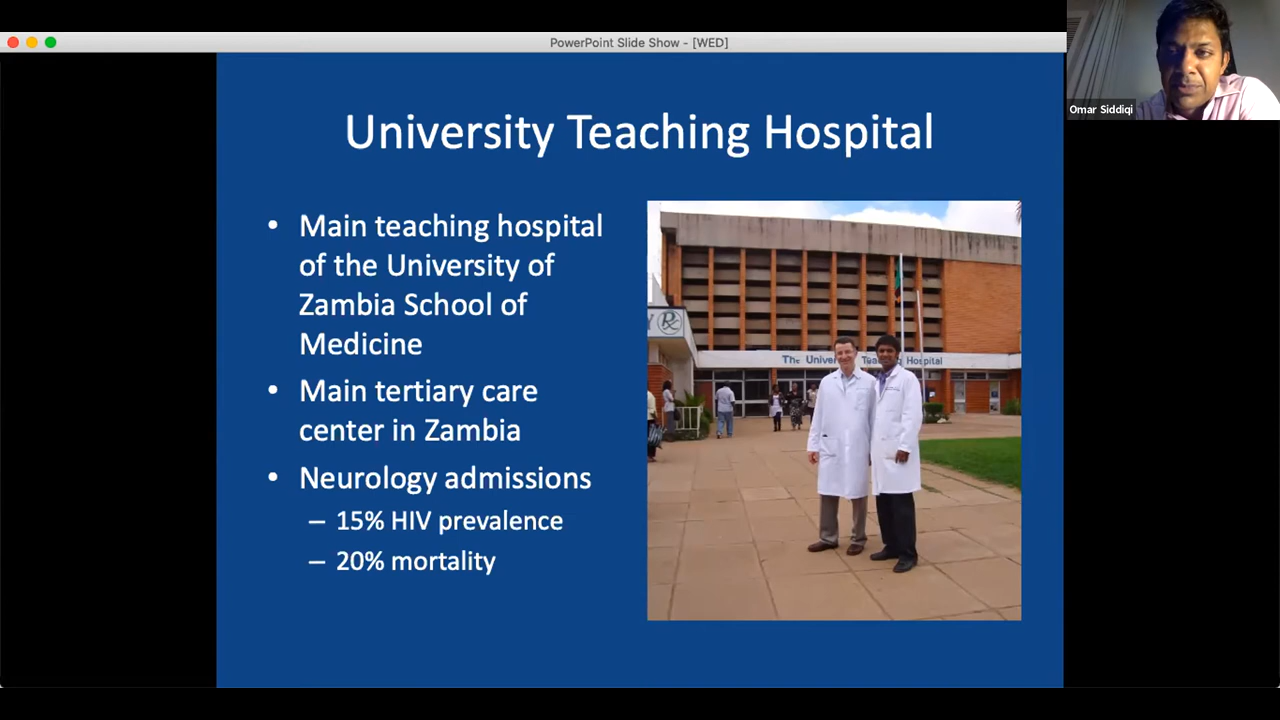 PowerPoint Slide Show - [WED]
Omar Siddiqi
University Teaching Hospital
• Main teaching hospital
of the University of
Zambia School of
Medicine
• Main tertiary care
center in Zambia
• Neurology admissions
– 15% HIV prevalence
– 20% mortality
The Teaching Hospital